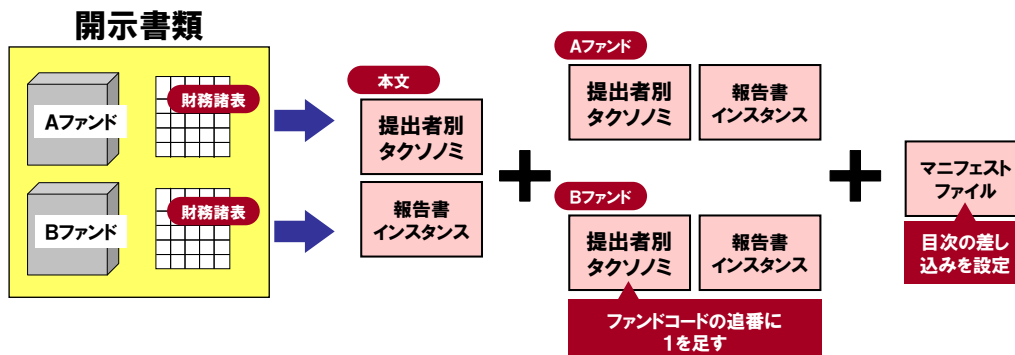 開示書類
Aファンド
財務諸表
Bファンド
財務諸表
本文
提出者別
タクソノミ
報告書
インスタンス
Aファンド
提出者別
タクソノミ
報告書
インスタンス
Bファンド
提出者別
タクソノミ
報告書
インスタンス
ファンドコードの追番に
1を足す
マニフェスト
ファイル
目次の差し
込みを設定